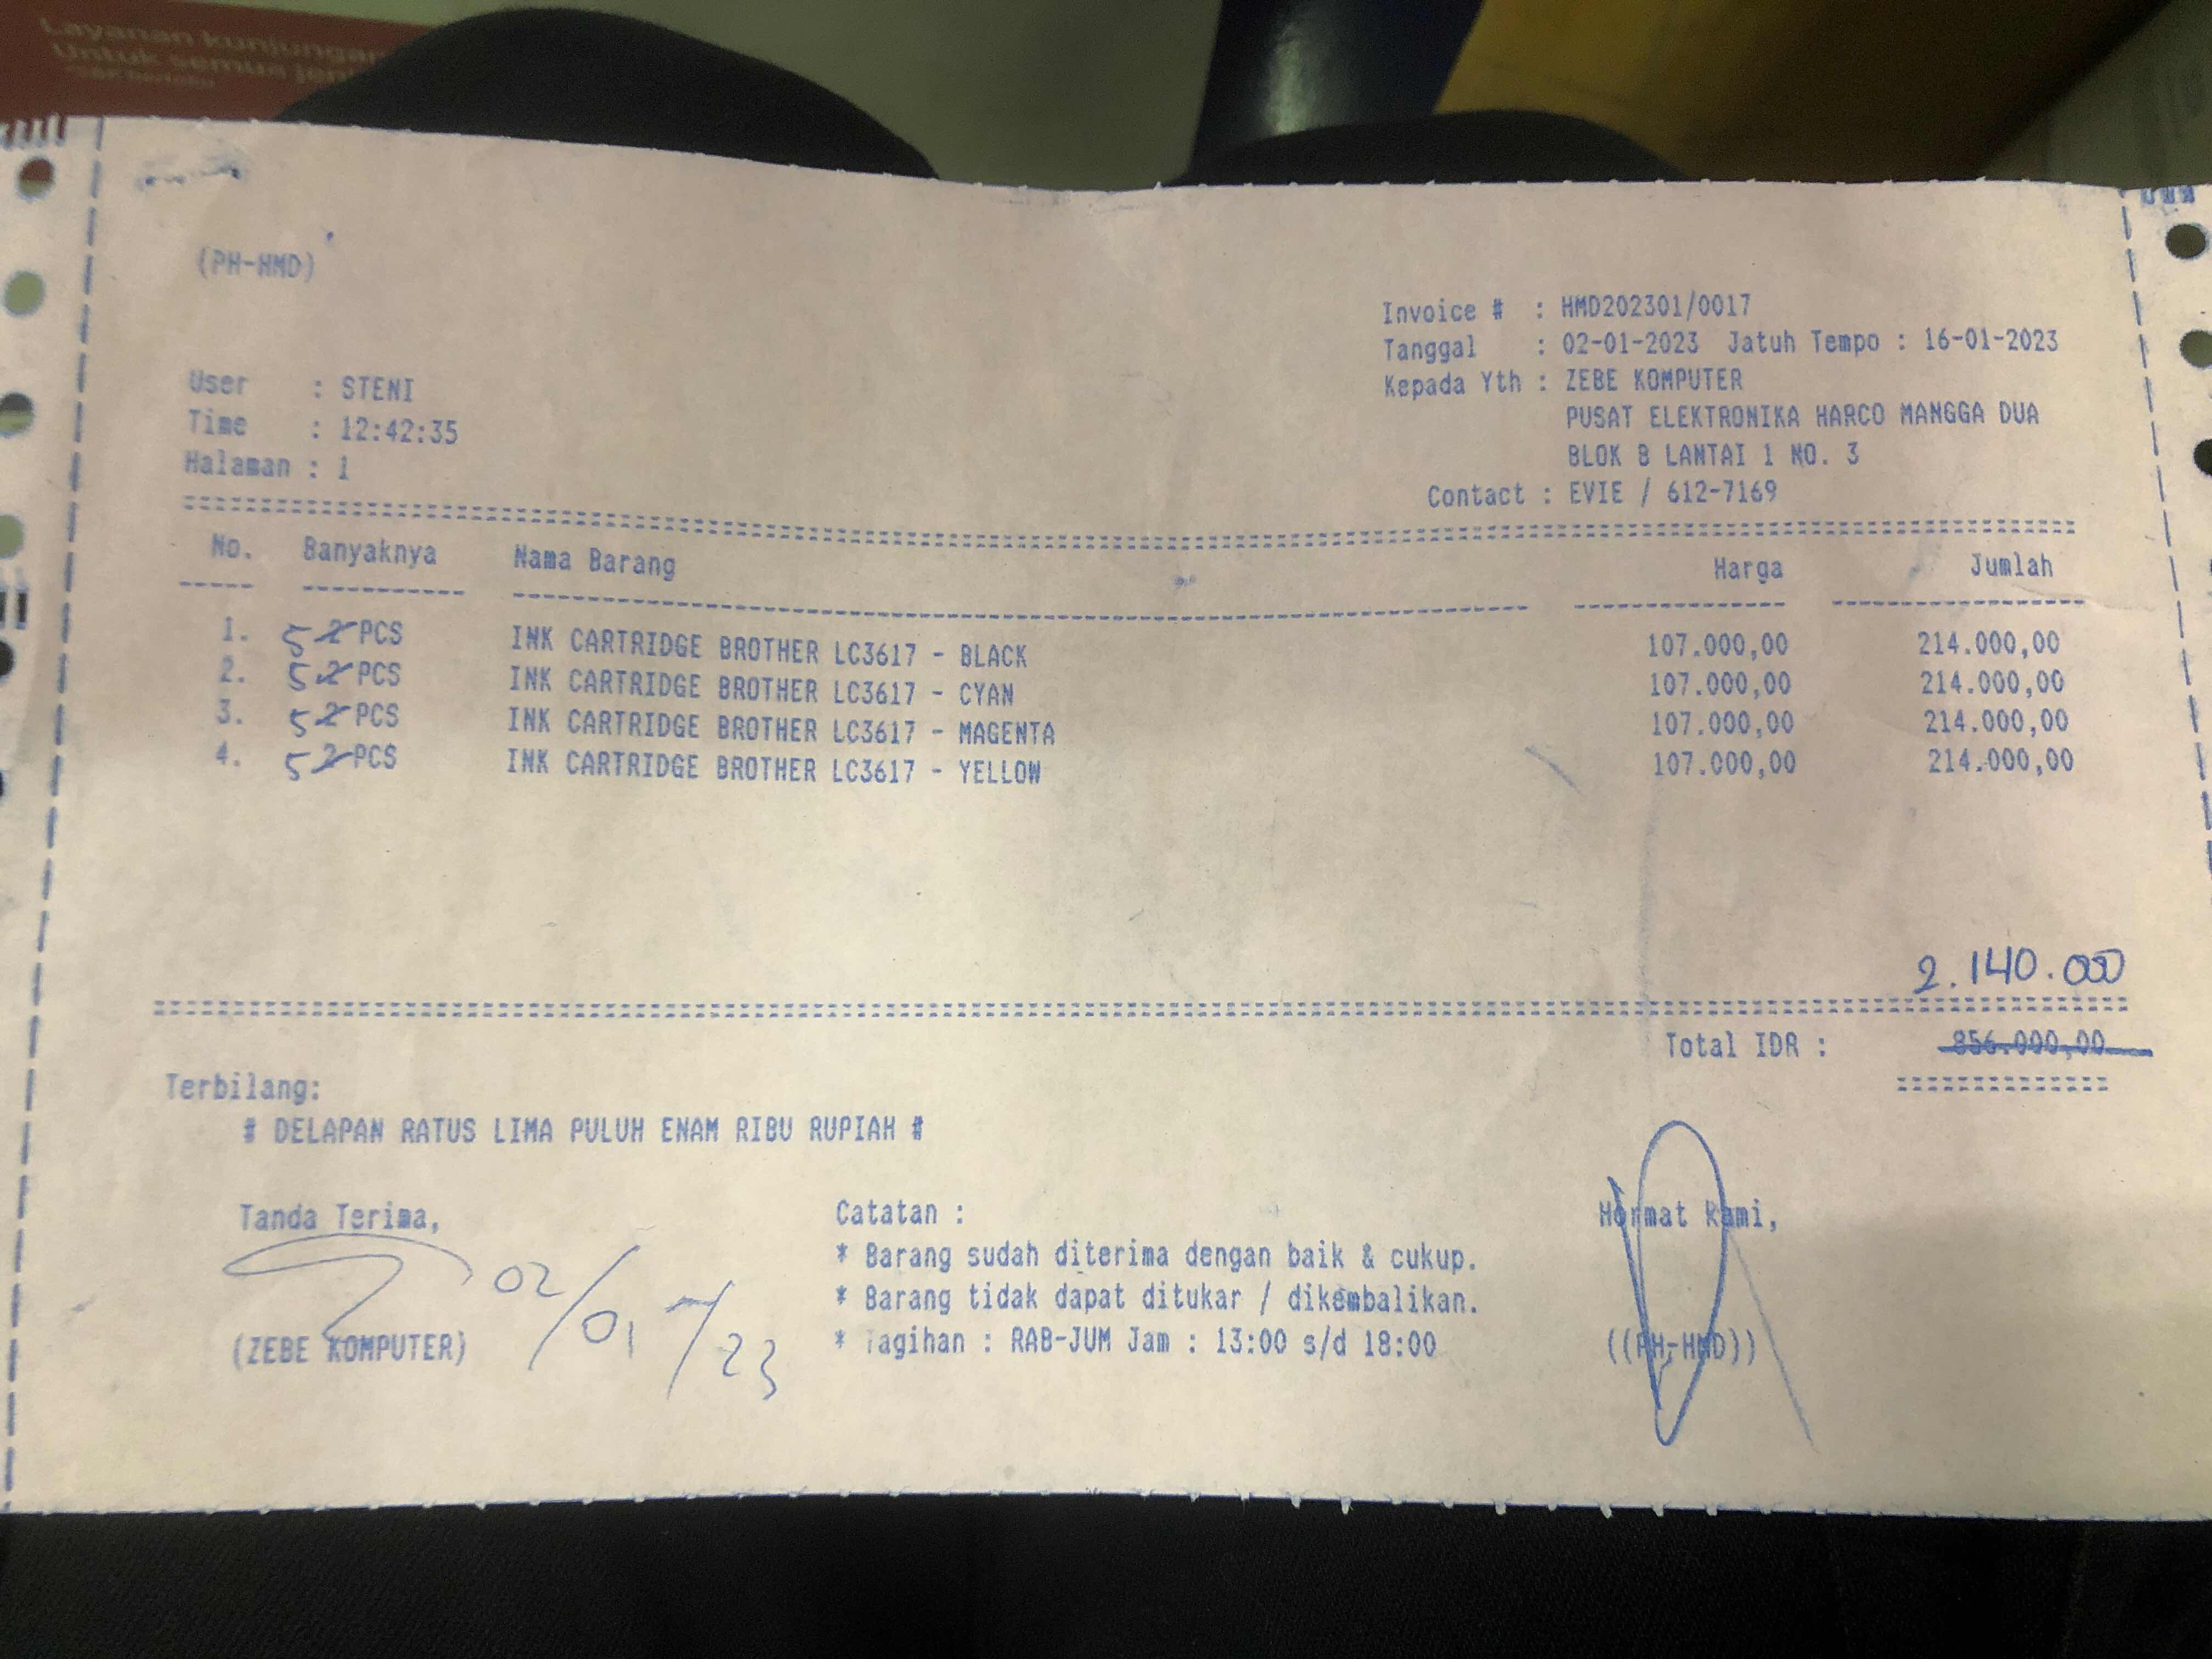 Layanan kunjungan
Untuk semua jeni
(PH-HMD)
Invoice # : HMD202301/0017
Tanggal : 02-01-2023 Jatuh Tempo : 16-01-2023
Kepada Yth : ZEBE KOMPUTER
PUSAT ELEKTRONIKA HARCO MANGGA DUA
BLOK B LANTAI 1 NO. 3
Contact : EVIE / 612-7169
User : STENI
Time : 12:42:35
Halaman : 1
No. Banyaknya Nama Barang Harga Jumlah
1. 5 2 PCS INK CARTRIDGE BROTHER LC3617 - BLACK 107.000,00 214.000,00
2. 5 2 PCS INK CARTRIDGE BROTHER LC3617 - CYAN 107.000,00 214.000,00
3. 5 2 PCS INK CARTRIDGE BROTHER LC3617 - MAGENTA 107.000,00 214.000,00
4. 5 2 PCS INK CARTRIDGE BROTHER LC3617 - YELLOW 107.000,00 214.000,00
2.140.000
Total IDR : 856.000,00
Terbilang:
# DELAPAN RATUS LIMA PULUH ENAM RIBU RUPIAH #
Tanda Terima,
02/01/23
(ZEBE KOMPUTER)
Catatan :
* Barang sudah diterima dengan baik & cukup.
* Barang tidak dapat ditukar / dikembalikan.
* Tagihan : RAB-JUM Jam : 13:00 s/d 18:00
Hormat Kami,
((PH-HMD))